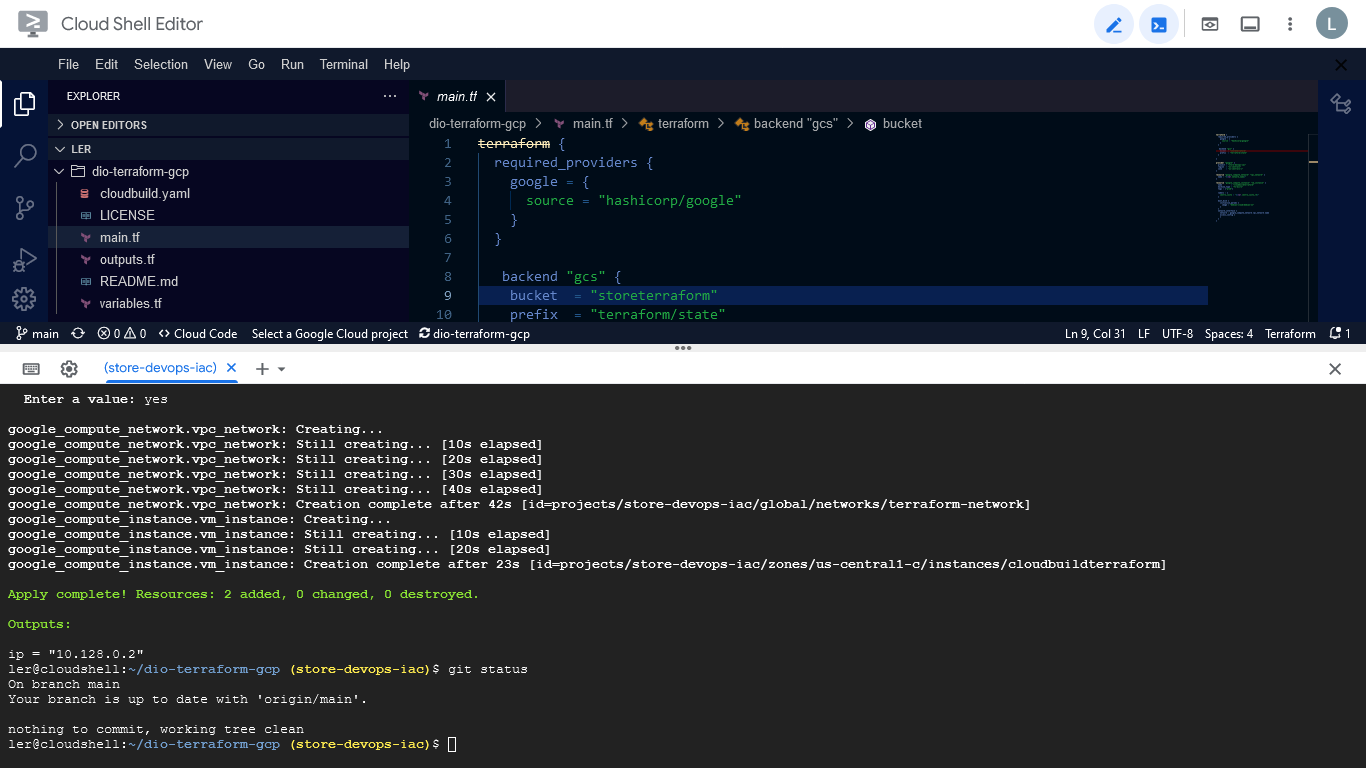 Cloud Shell Editor
L
File Edit Selection View Go Run Terminal Help
EXPLORER
OPEN EDITORS
LER
dio-terraform-gcp
cloudbuild.yaml
LICENSE
main.tf
outputs.tf
README.md
variables.tf
main.tf
dio-terraform-gcp > main.tf > terraform > backend "gcs" > bucket
1 terraform {
2 required_providers {
3 google = {
4 source = "hashicorp/google"
5 }
6 }
7
8 backend "gcs" {
9 bucket = "storeterraform"
10 prefix = "terraform/state"
main 0 0 Cloud Code Select a Google Cloud project dio-terraform-gcp Ln 9, Col 31 LF UTF-8 Spaces: 4 Terraform 1
(store-devops-iac)
Enter a value: yes
google_compute_network.vpc_network: Creating...
google_compute_network.vpc_network: Still creating... [10s elapsed]
google_compute_network.vpc_network: Still creating... [20s elapsed]
google_compute_network.vpc_network: Still creating... [30s elapsed]
google_compute_network.vpc_network: Still creating... [40s elapsed]
google_compute_network.vpc_network: Creation complete after 42s [id=projects/store-devops-iac/global/networks/terraform-network]
google_compute_instance.vm_instance: Creating...
google_compute_instance.vm_instance: Still creating... [10s elapsed]
google_compute_instance.vm_instance: Still creating... [20s elapsed]
google_compute_instance.vm_instance: Creation complete after 23s [id=projects/store-devops-iac/zones/us-central1-c/instances/cloudbuildterraform]
Apply complete! Resources: 2 added, 0 changed, 0 destroyed.
Outputs:
ip = "10.128.0.2"
ler@cloudshell:~/dio-terraform-gcp (store-devops-iac)$ git status
On branch main
Your branch is up to date with 'origin/main'.
nothing to commit, working tree clean
ler@cloudshell:~/dio-terraform-gcp (store-devops-iac)$